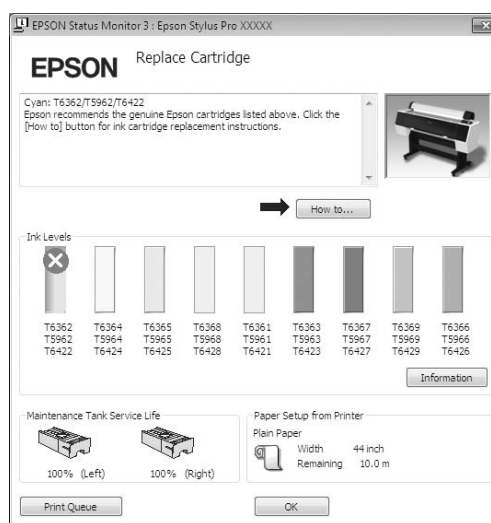 EPSON Status Monitor 3 : Epson Stylus Pro XXXXX
EPSON
Replace Cartridge
Cyan: T6362/T5962/T6422
Epson recommends the genuine Epson cartridges listed above. Click the
[How to] button for ink cartridge replacement instructions.
How to...
Ink Levels
T6362 T6364 T6365 T6368 T6361 T6363 T6367 T6369 T6366
T5962 T5964 T5965 T5968 T5961 T5963 T5967 T5969 T5966
T6422 T6424 T6425 T6428 T6421 T6423 T6427 T6429 T6426
Information
Maintenance Tank Service Life
100% (Left) 100% (Right)
Paper Setup from Printer
Plain Paper
Width 44 inch
Remaining 10.0 m
Print Queue
OK